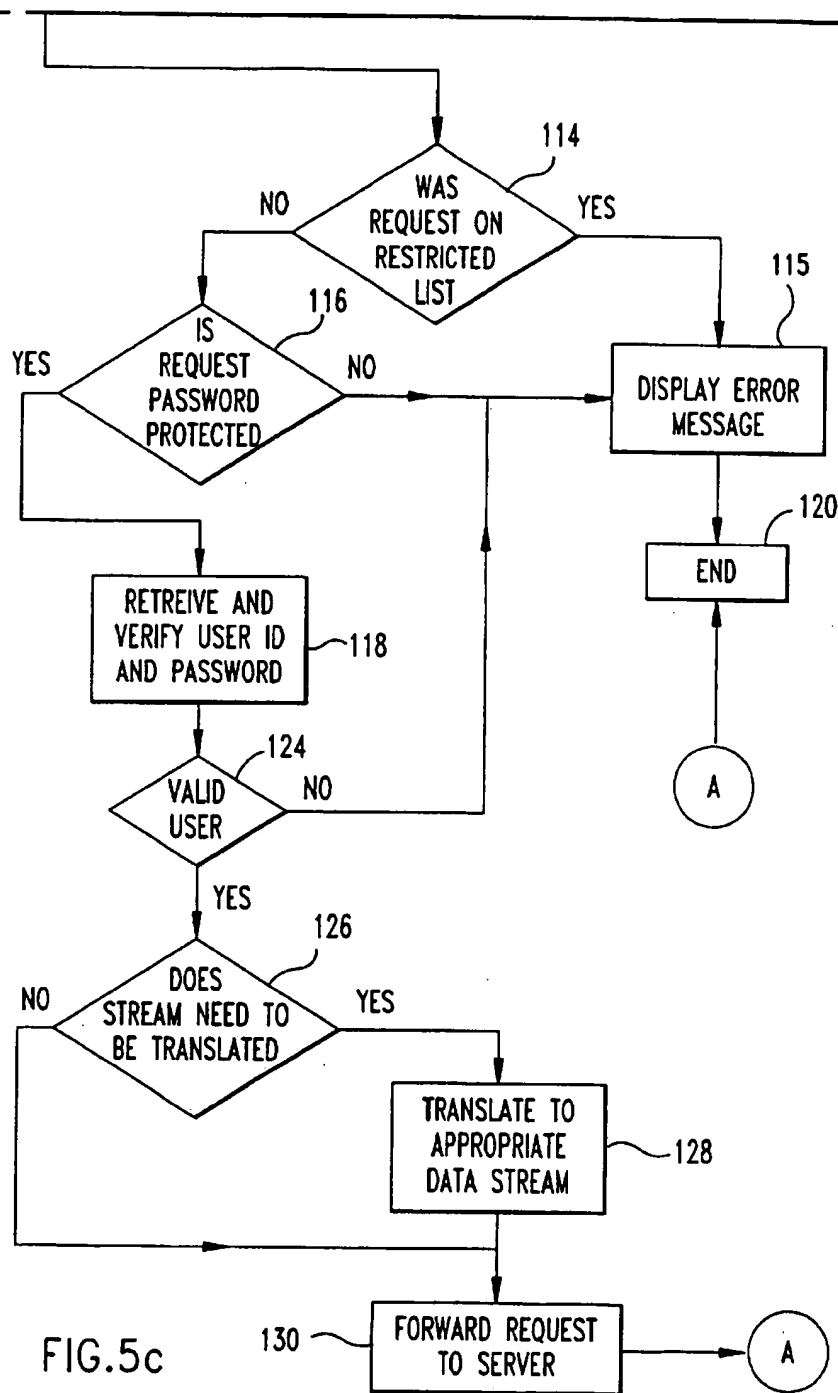 114
WAS
REQUEST ON
RESTRICTED
LIST
NO
YES
115
116
IS
REQUEST
PASSWORD
PROTECTED
YES
NO
DISPLAY ERROR
MESSAGE
120
END
RETREIVE AND
VERIFY USER ID
AND PASSWORD
118
124
VALID
USER
NO
A
YES
126
DOES
STREAM NEED TO
BE TRANSLATED
NO
YES
TRANSLATE TO
APPROPRIATE
DATA STREAM
128
130
FORWARD REQUEST
TO SERVER
A
FIG.5c